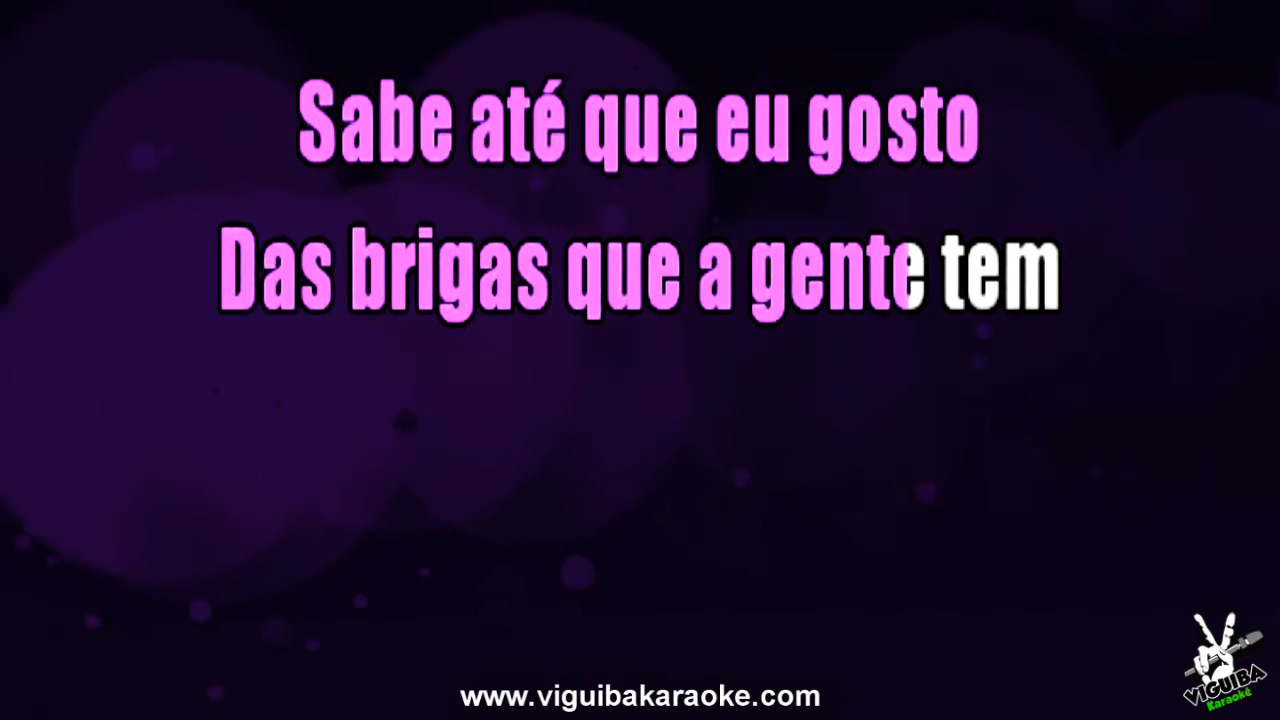 Sabe até que eu gosto
Das brigas que a gente tem
www.viguibakaraoke.com
VIGUIBA
Karaokê